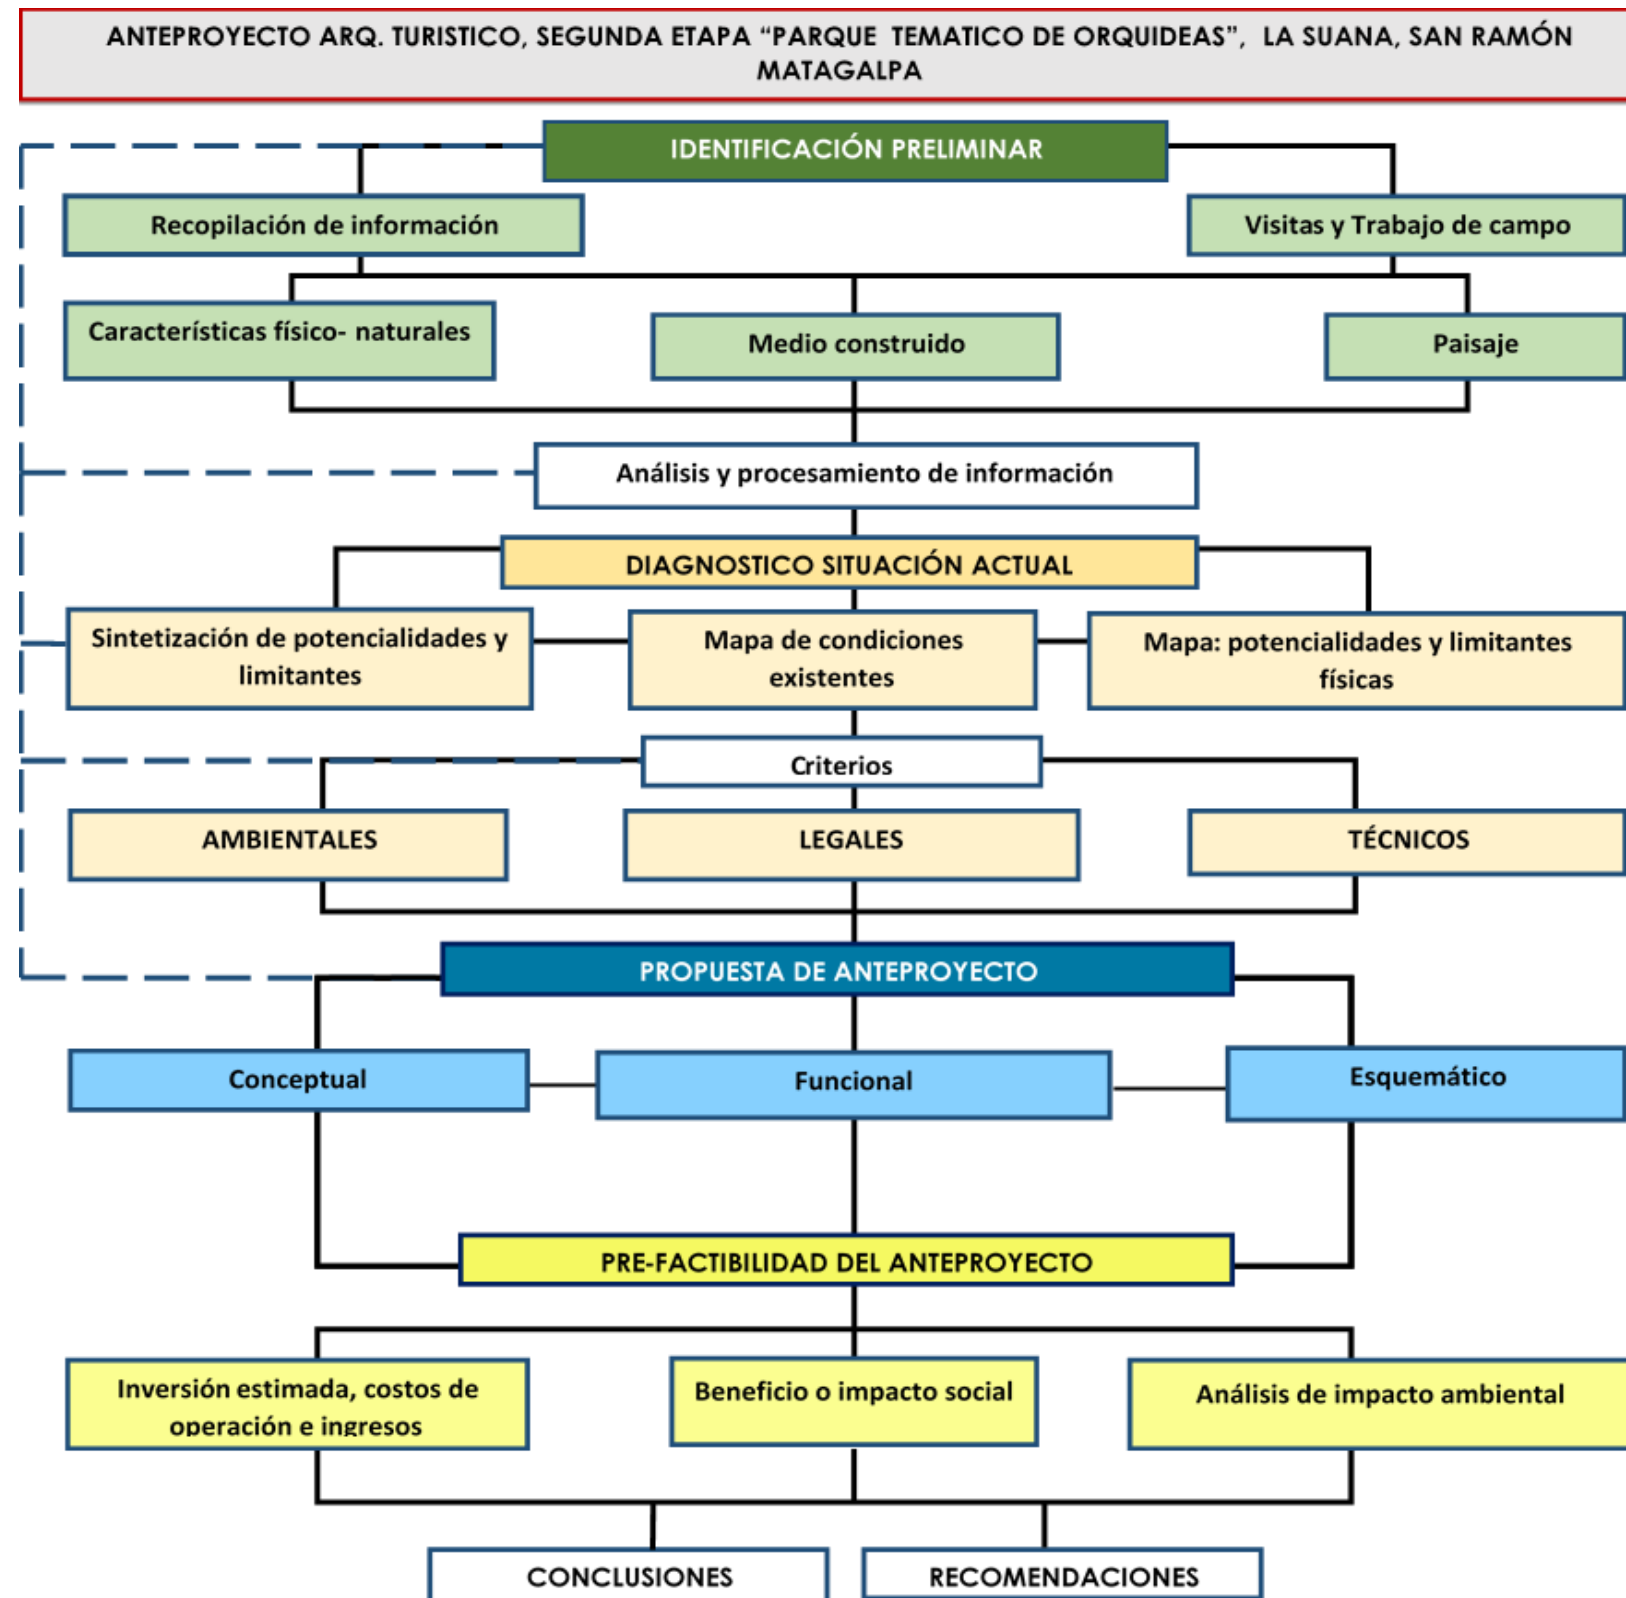 ANTEPROYECTO ARQ. TURISTICO, SEGUNDA ETAPA “PARQUE TEMATICO DE ORQUIDEAS”, LA SUANA, SAN RAMÓN
MATAGALPA
IDENTIFICACIÓN PRELIMINAR
Recopilación de información
Visitas y Trabajo de campo
Características físico- naturales
Medio construido
Paisaje
Análisis y procesamiento de información
DIAGNOSTICO SITUACIÓN ACTUAL
Sintetización de potencialidades y
limitantes
Mapa de condiciones
existentes
Mapa: potencialidades y limitantes
físicas
Criterios
AMBIENTALES
LEGALES
TÉCNICOS
PROPUESTA DE ANTEPROYECTO
Conceptual
Funcional
Esquemático
PRE-FACTIBILIDAD DEL ANTEPROYECTO
Inversión estimada, costos de
operación e ingresos
Beneficio o impacto social
Análisis de impacto ambiental
CONCLUSIONES
RECOMENDACIONES